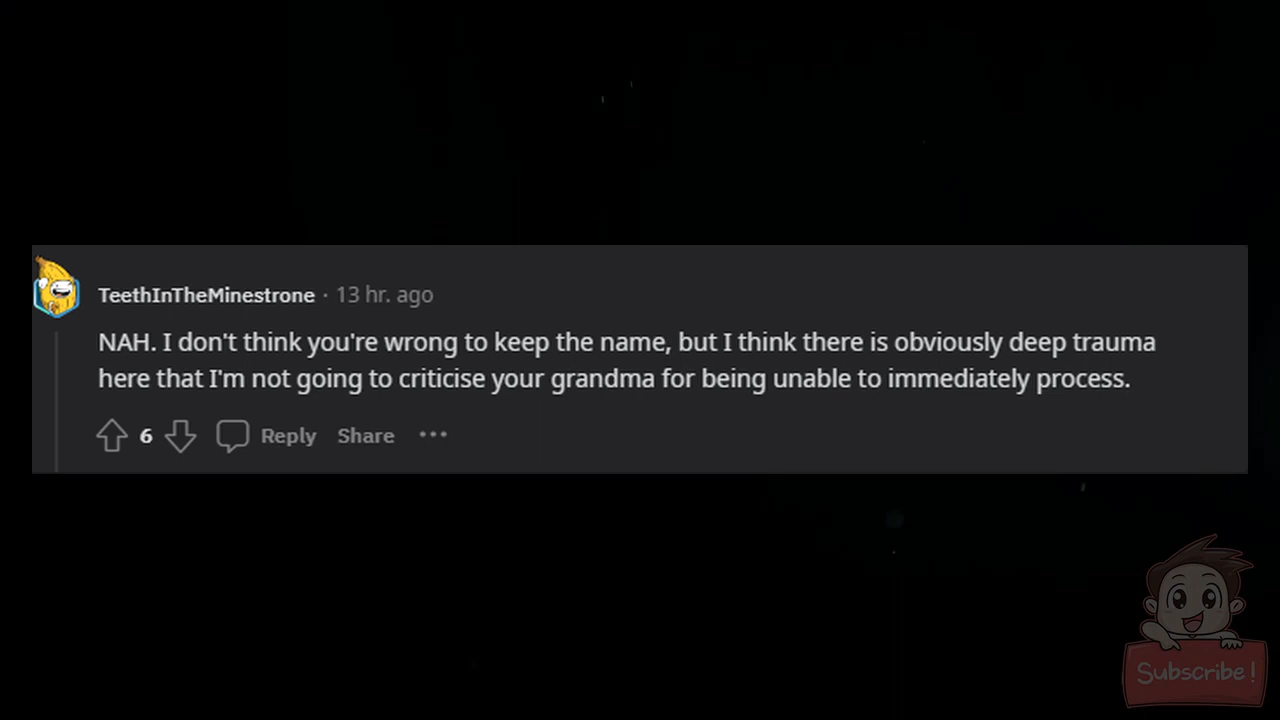 TeethInTheMinestrone · 13 hr. ago
NAH. I don't think you're wrong to keep the name, but I think there is obviously deep trauma
here that I'm not going to criticise your grandma for being unable to immediately process.
6 Reply Share ···
Subscribe!